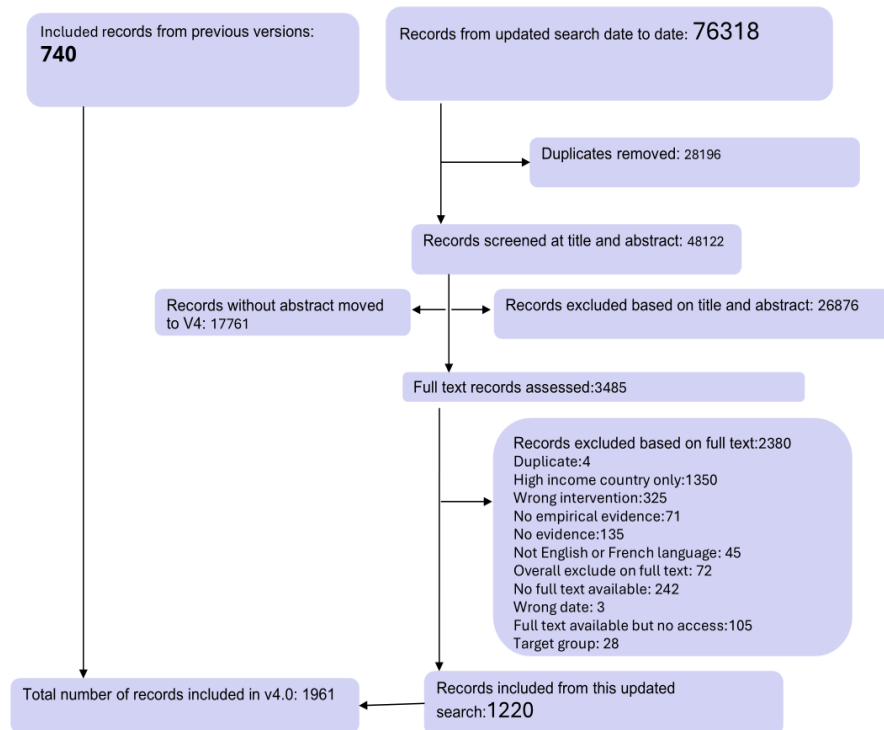 Included records from previous versions:
740
Records from updated search date to date: 76318
Duplicates removed: 28196
Records screened at title and abstract: 48122
Records without abstract moved
to V4: 17761
Records excluded based on title and abstract: 26876
Full text records assessed:3485
Records excluded based on full text:2380
Duplicate:4
High income country only:1350
Wrong intervention:325
No empirical evidence:71
No evidence:135
Not English or French language: 45
Overall exclude on full text: 72
No full text available: 242
Wrong date: 3
Full text available but no access:105
Target group: 28
Total number of records included in v4.0: 1961
Records included from this updated
search:1220